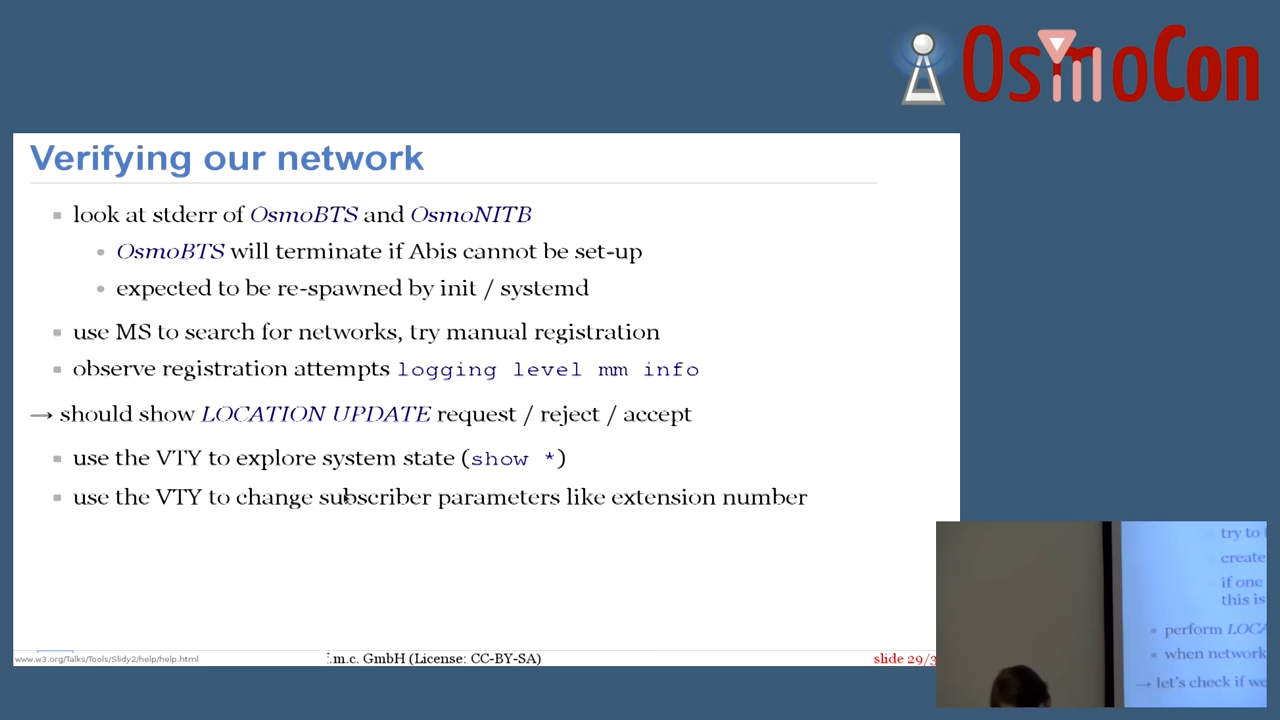 OsmoCon
Verifying our network
look at stderr of OsmoBTS and OsmoNITB
OsmoBTS will terminate if Abis cannot be set-up
expected to be re-spawned by init / systemd
use MS to search for networks, try manual registration
observe registration attempts logging level mm info
→ should show LOCATION UPDATE request / reject / accept
use the VTY to explore system state (show *)
use the VTY to change subscriber parameters like extension number
www.w3.org/Talks/Tools/Slidy2/help/help.html
f.m.c. GmbH (License: CC-BY-SA)
slide 29/3
try to
create
if one
this is
perform LOCA
when network
→ let's check if we